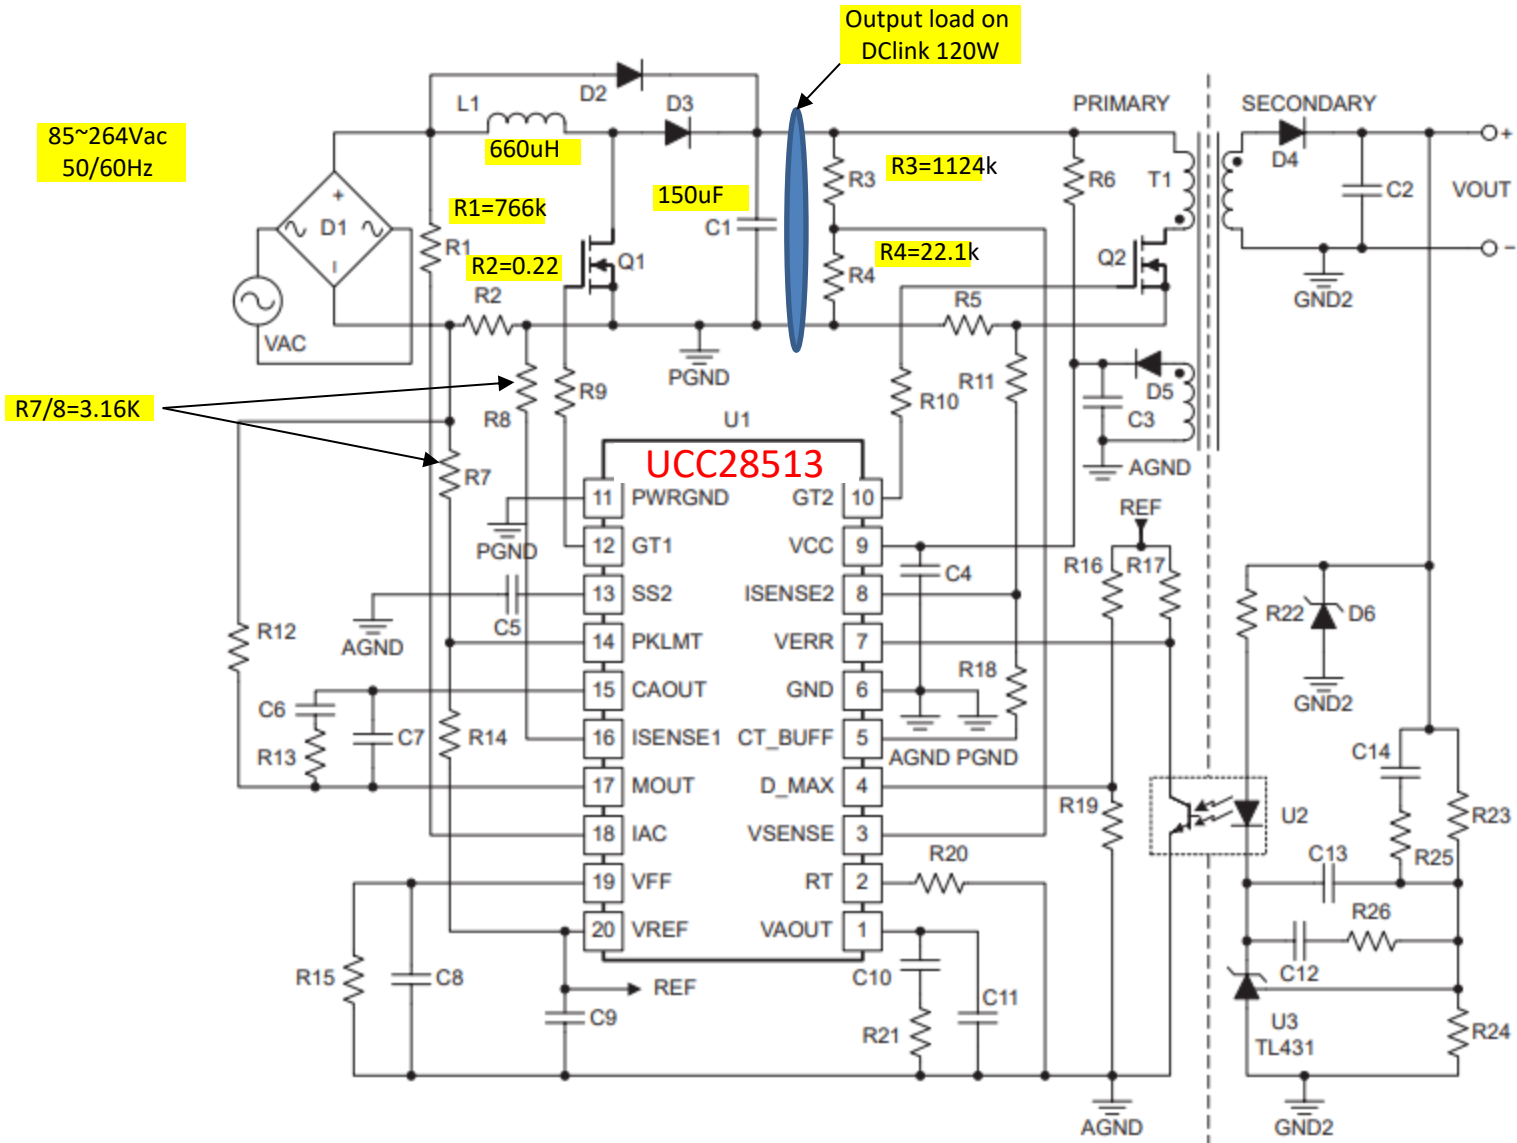 Output load on
DClink 120W
D2
L1
D3
PRIMARY
SECONDARY
85~264Vac
50/60Hz
660uH
D4
R3
R3=1124k
R6
T1
C2
VOUT
+
−
150uF
C1
R1=766k
D1
+
−
R1
R2=0.22
Q1
R4
R4=22.1k
Q2
GND2
R2
R5
VAC
PGND
R11
D5
C3
R7/8=3.16K
R8
R9
R10
AGND
U1
UCC28513
R7
11 PWRGND
GT2 10
REF
PGND
12 GT1
VCC 9
R16
R17
C4
13 SS2
ISENSE2 8
C5
AGND
R22
D6
R12
14 PKLMT
VERR 7
R18
15 CAOUT
GND 6
GND2
C6
C7
R14
16 ISENSE1
CT_BUFF 5
AGND PGND
R13
C14
17 MOUT
D_MAX 4
R19
U2
R23
18 IAC
VSENSE 3
R25
C13
R20
19 VFF
RT 2
R26
20 VREF
VAOUT 1
C12
R15
C8
REF
C10
C11
C9
R21
U3
TL431
R24
AGND
GND2